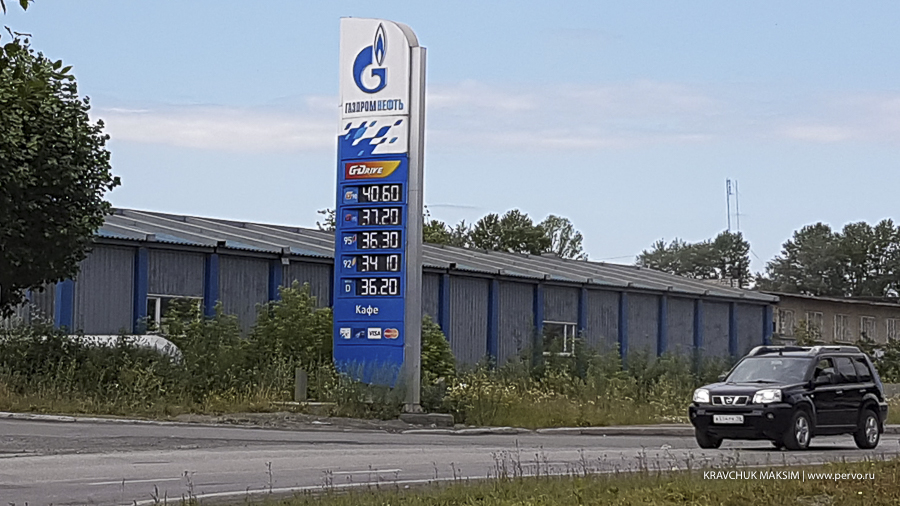 ГАЗПРОМНЕФТЬ
G-DRIVE
40.60
37.20
95 36.30
92 34.10
D 36.20
Кафе
VISA MasterCard
KRAVCHUK MAKSIM | www.pervo.ru